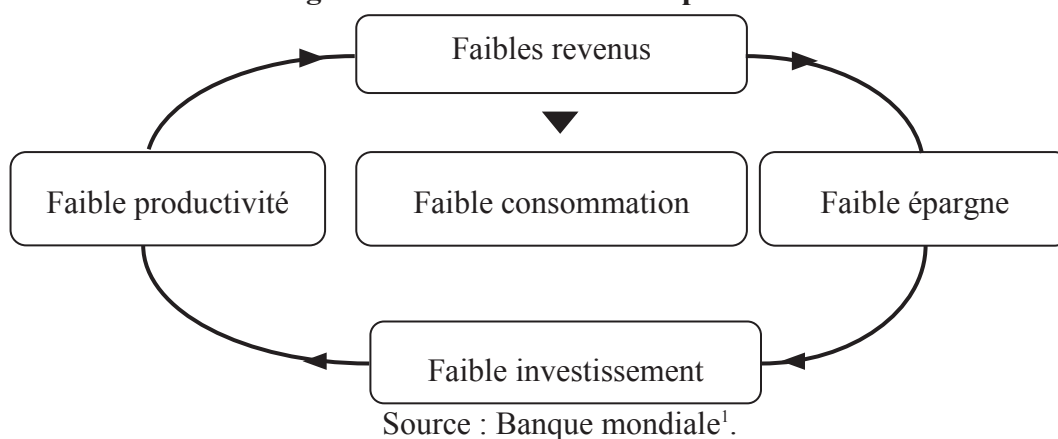 Faibles revenus
Faible productivité
Faible consommation
Faible épargne
Faible investissement
Source : Banque mondiale¹.